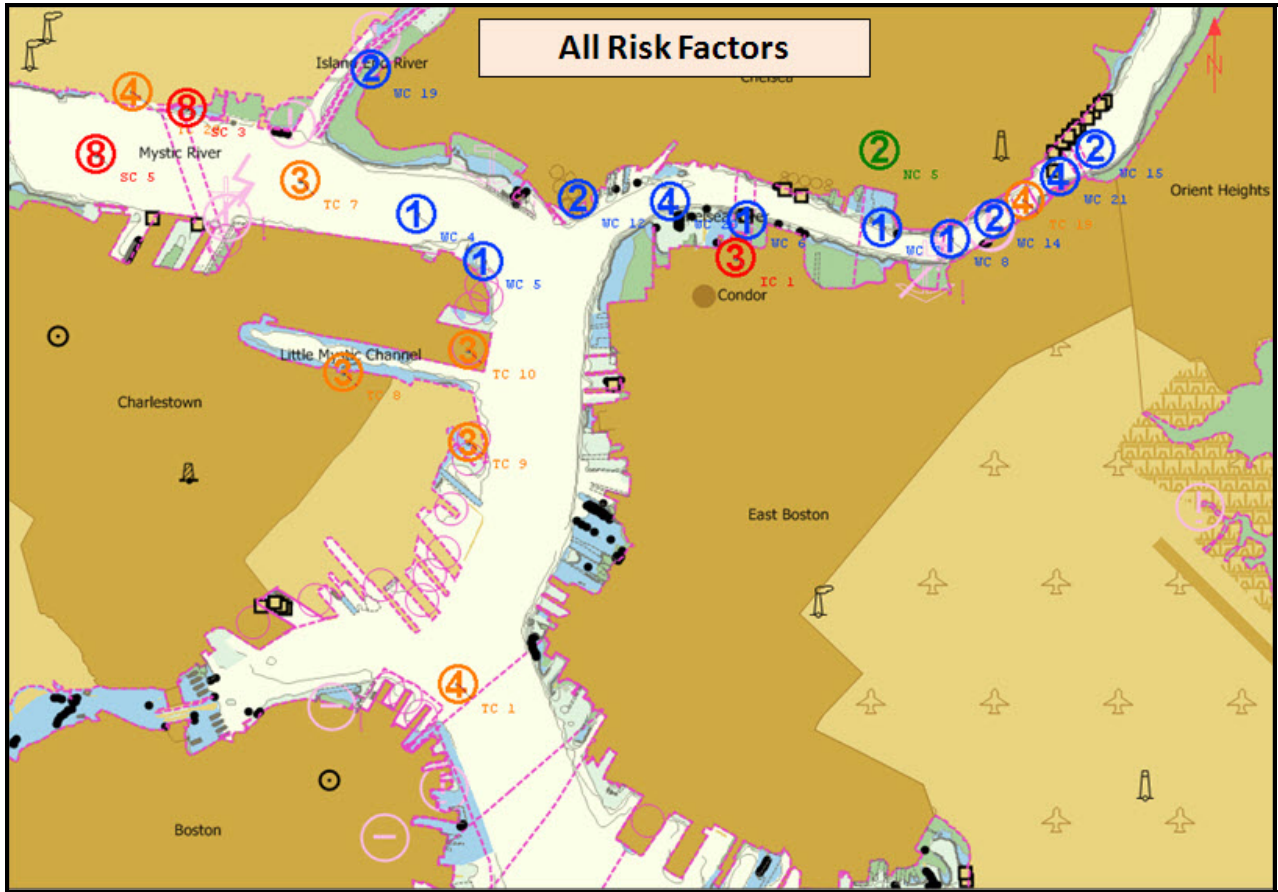 All Risk Factors
Island End River
Chelsea
2
WC 19
N
4
8
SC 3
8
Mystic River
SC 5
3
TC 7
2
NC 5
2
WC 15
4
WC 21
Orient Heights
4
TC 19
1
WC 4
2
WC 12
4
1
WC 6
1
WC
1
WC 8
2
WC 14
1
WC 5
3
TC 1
Condor
Little Mystic Channel
3
TC 10
3
TC 8
Charlestown
3
TC 9
East Boston
4
TC 1
Boston